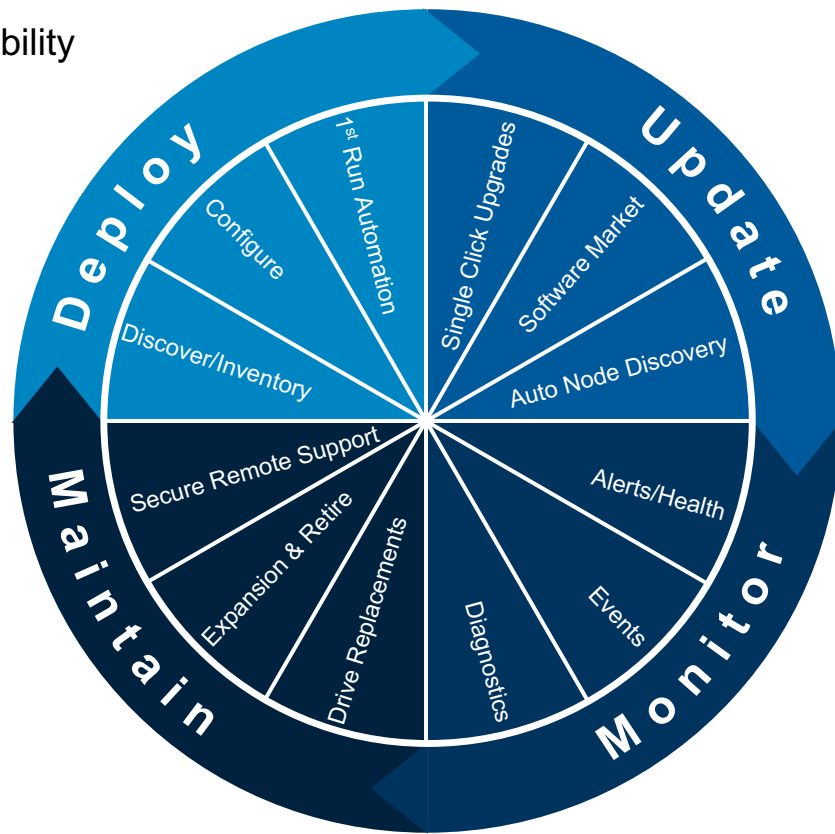 bility
Deploy
Discover/Inventory
Configure
1st Run Automation
Update
Single Click Upgrades
Software Market
Auto Node Discovery
Monitor
Alerts/Health
Events
Diagnostics
Maintain
Drive Replacements
Expansion & Retire
Secure Remote Support